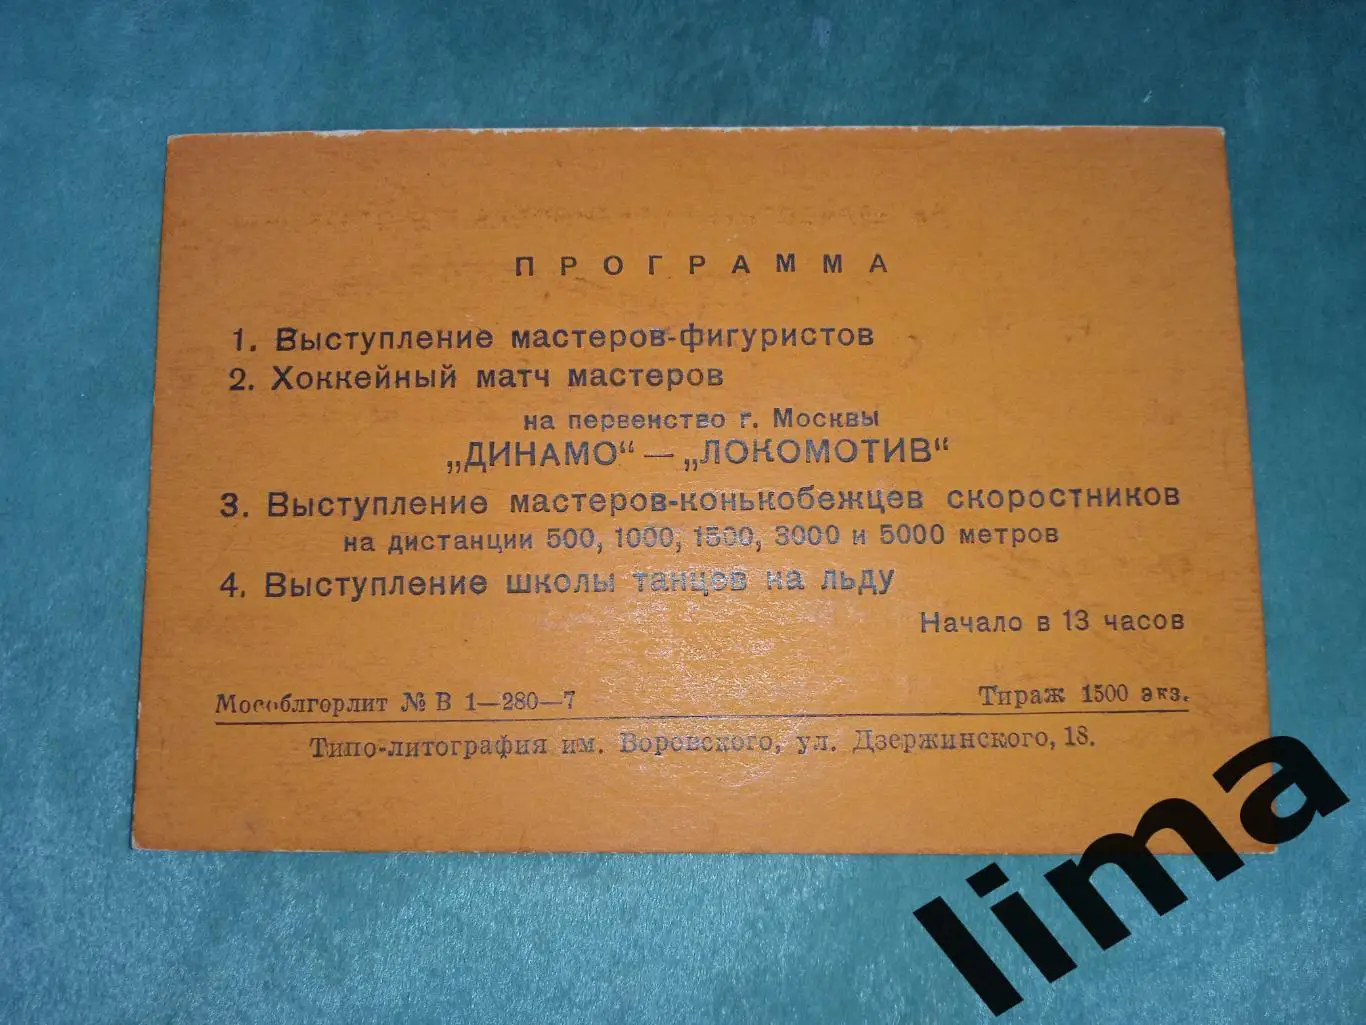 ПРОГРАММА
1. Выступление мастеров-фигуристов
2. Хоккейный матч мастеров
на первенство г. Москвы
„ДИНАМО“ — „ЛОКОМОТИВ“
3. Выступление мастеров-конькобежцев скоростников
на дистанции 500, 1000, 1500, 3000 и 5000 метров
4. Выступление школы танцев на льду
Начало в 13 часов
Мособлгорлит № В 1—280—7 Тираж 1500 экз.
Типо-литография им. Воровского, ул. Дзержинского, 18.
lima